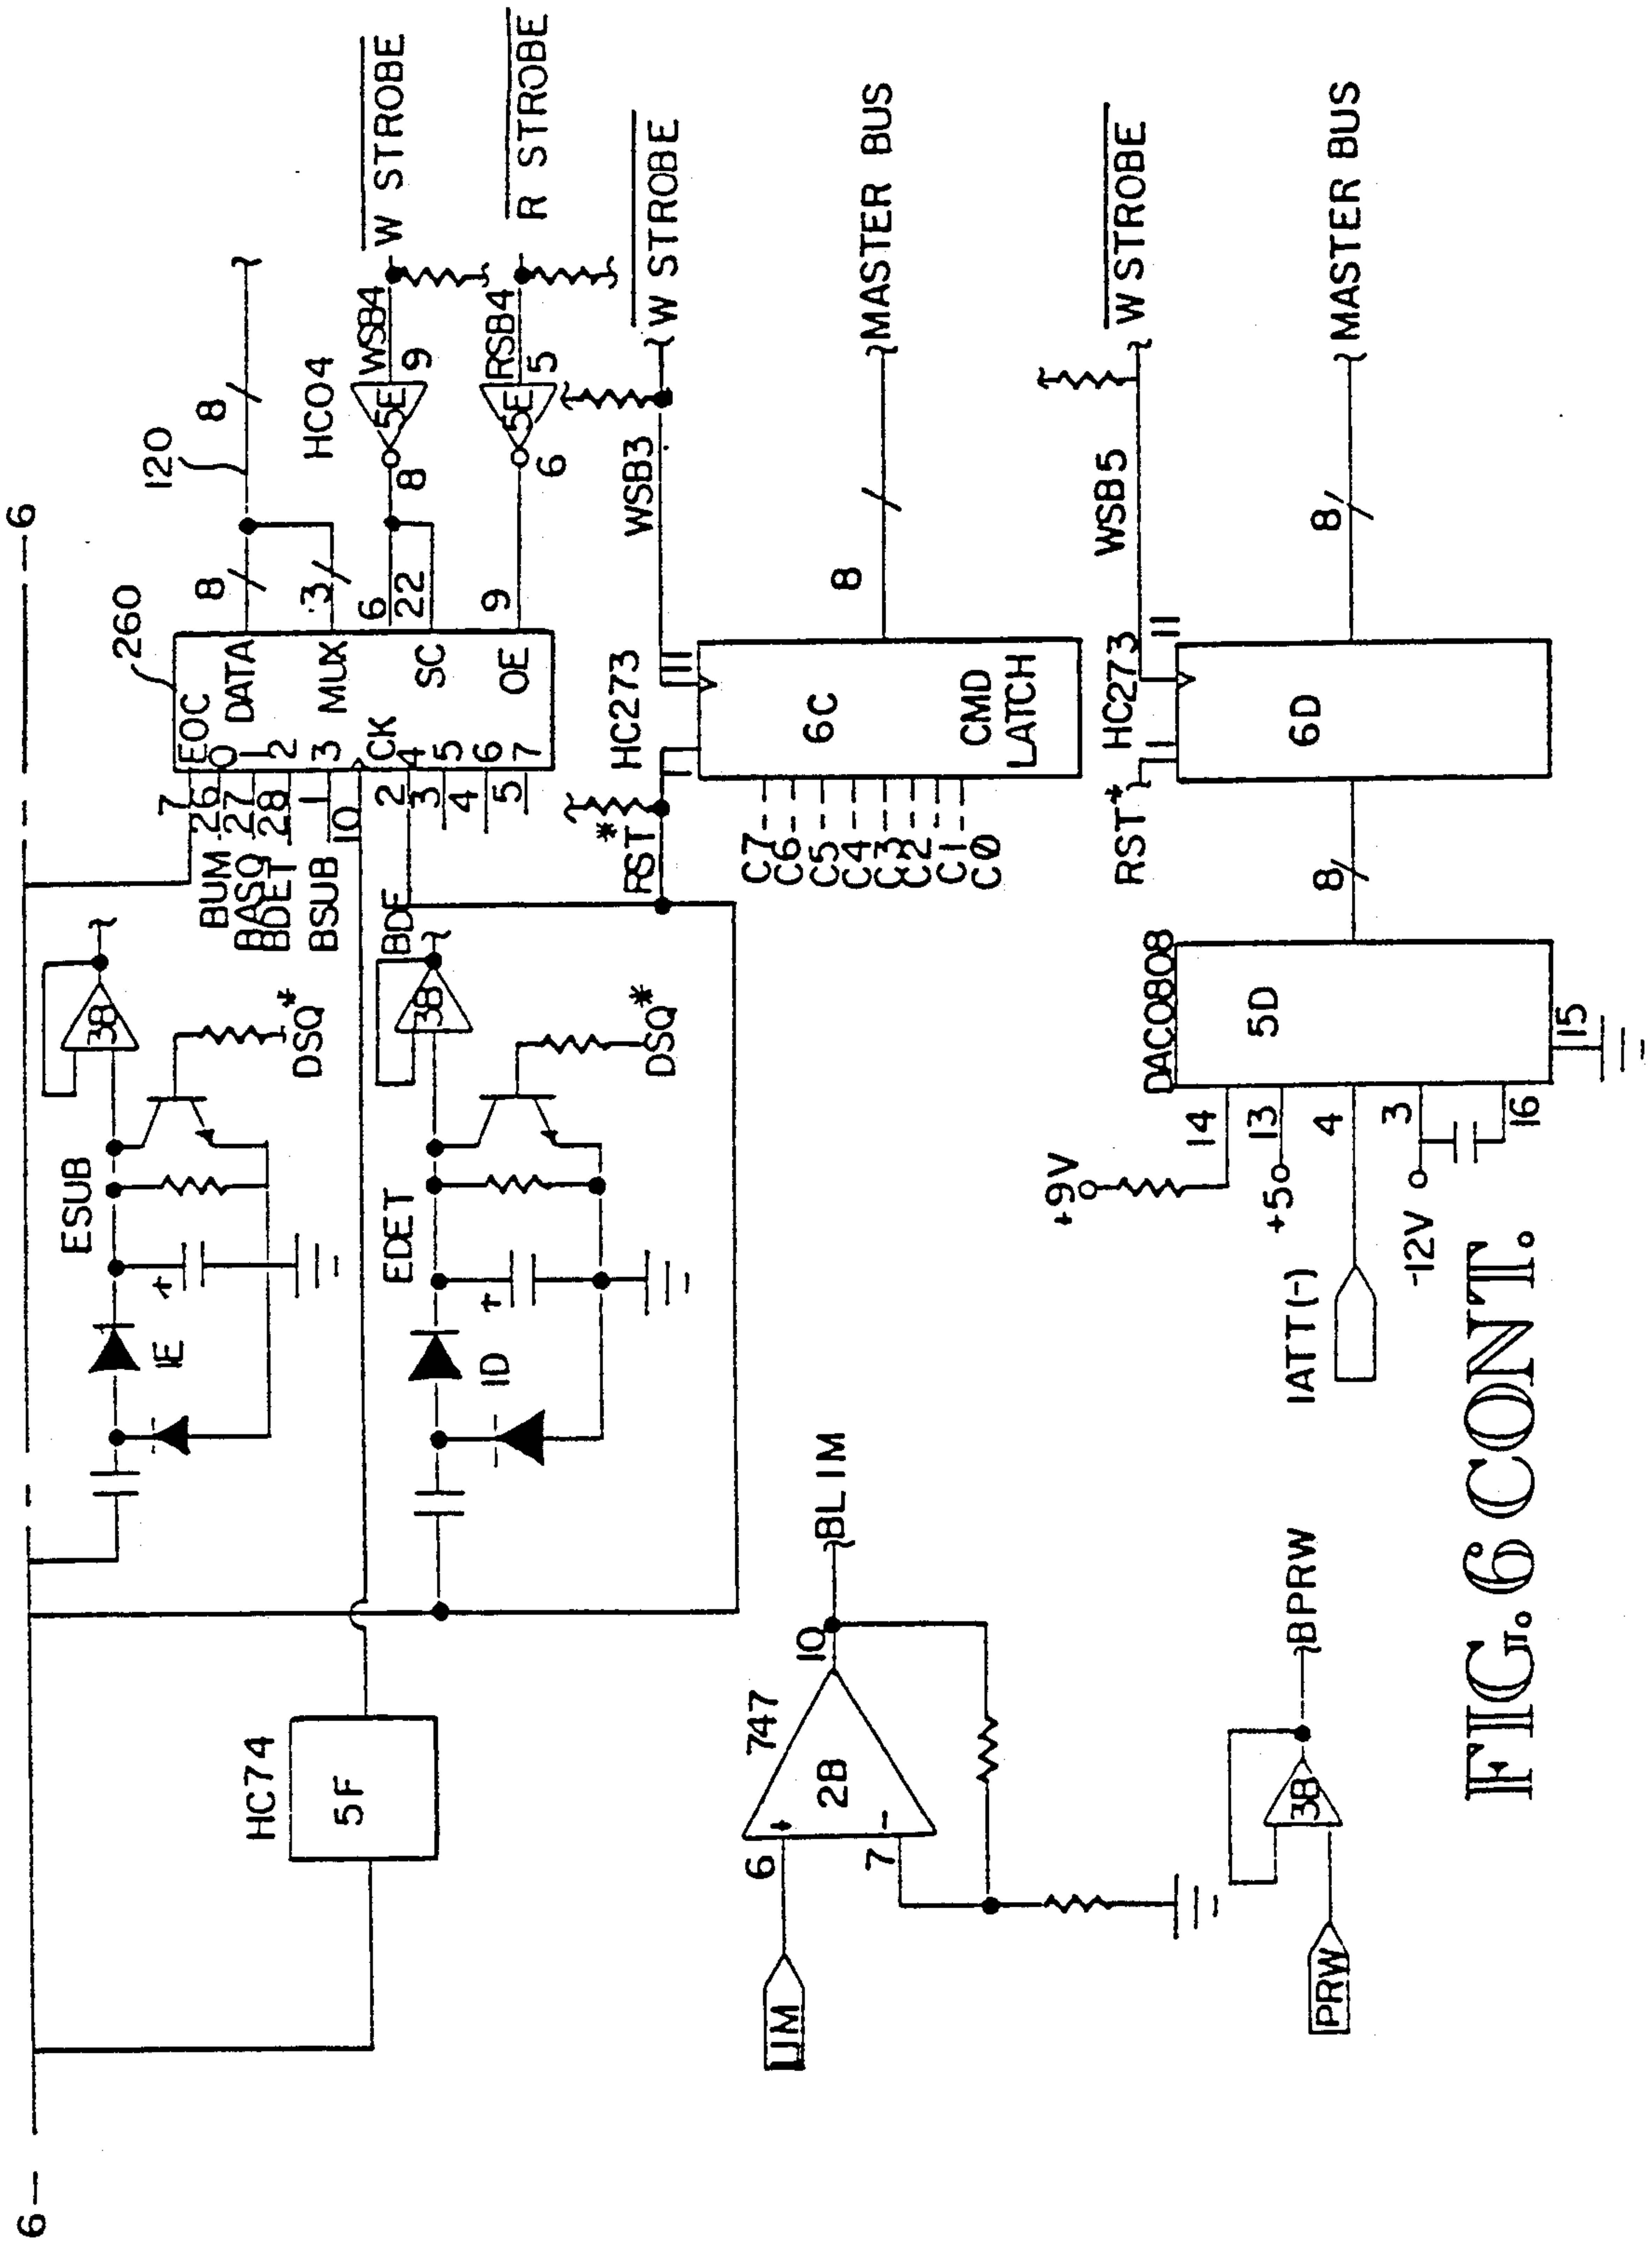 6 6
120
8
8
260
EOC
DATA
MUX
3
CK
SC
OE
0
1
2
3
4
5
6
7
7
26
27
28
1
10
2
3
4
5
BUM
BASQ
BDET
BSUB
BDE
6
22
9
HC04
5E
8
9
WSB4
W STROBE
5E
6
5
RSB4
R STROBE
ESUB
1E
3B
DSQ*
EDET
1D
3B
DSQ*
HC74
5F
RST*
HC273
1
11
WSB3
W STROBE
6C
CMD
LATCH
8
MASTER BUS
C7
C6
C5
C4
C3
C2
C1
C0
LIM
6
7
+
-
747
2B
10
BLIM
RST*
HC273
1
11
WSB5
W STROBE
6D
8
MASTER BUS
8
DAC0808
5D
+9V
14
+5
13
IATT(-)
4
-12V
3
16
15
PRW
3B
BPRW
FIG. 6 CONT.